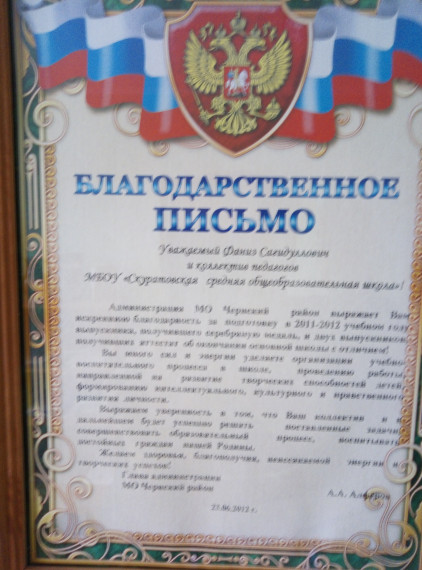 БЛАГОДАРСТВЕННОЕ
ПИСЬМО
Уважаемый Фаниз Сагидуллович
и коллектив педагогов
МБОУ «Скуратовская средняя общеобразовательная школа»!
Администрация МО Чернский район выражает Вам
искреннюю благодарность за подготовку в 2011-2012 учебном году
выпускника, получившего серебряную медаль, и двух выпускников,
получивших аттестат об окончании основной школы с отличием!
Вы много сил и энергии уделяете организации учебно-
воспитательного процесса в школе, проведению работы,
направленной на развитие творческих способностей детей,
формированию интеллектуального, культурного и нравственного
развития личности.
Выражаем уверенность в том, что Ваш коллектив и в
дальнейшем будет успешно решать поставленные задачи,
совершенствовать образовательный процесс, воспитывать
достойных граждан нашей Родины.
Желаем здоровья, благополучия, неиссякаемой энергии и
творческих успехов!
Глава администрации
МО Чернский район А.А.
22.06.2012 г.